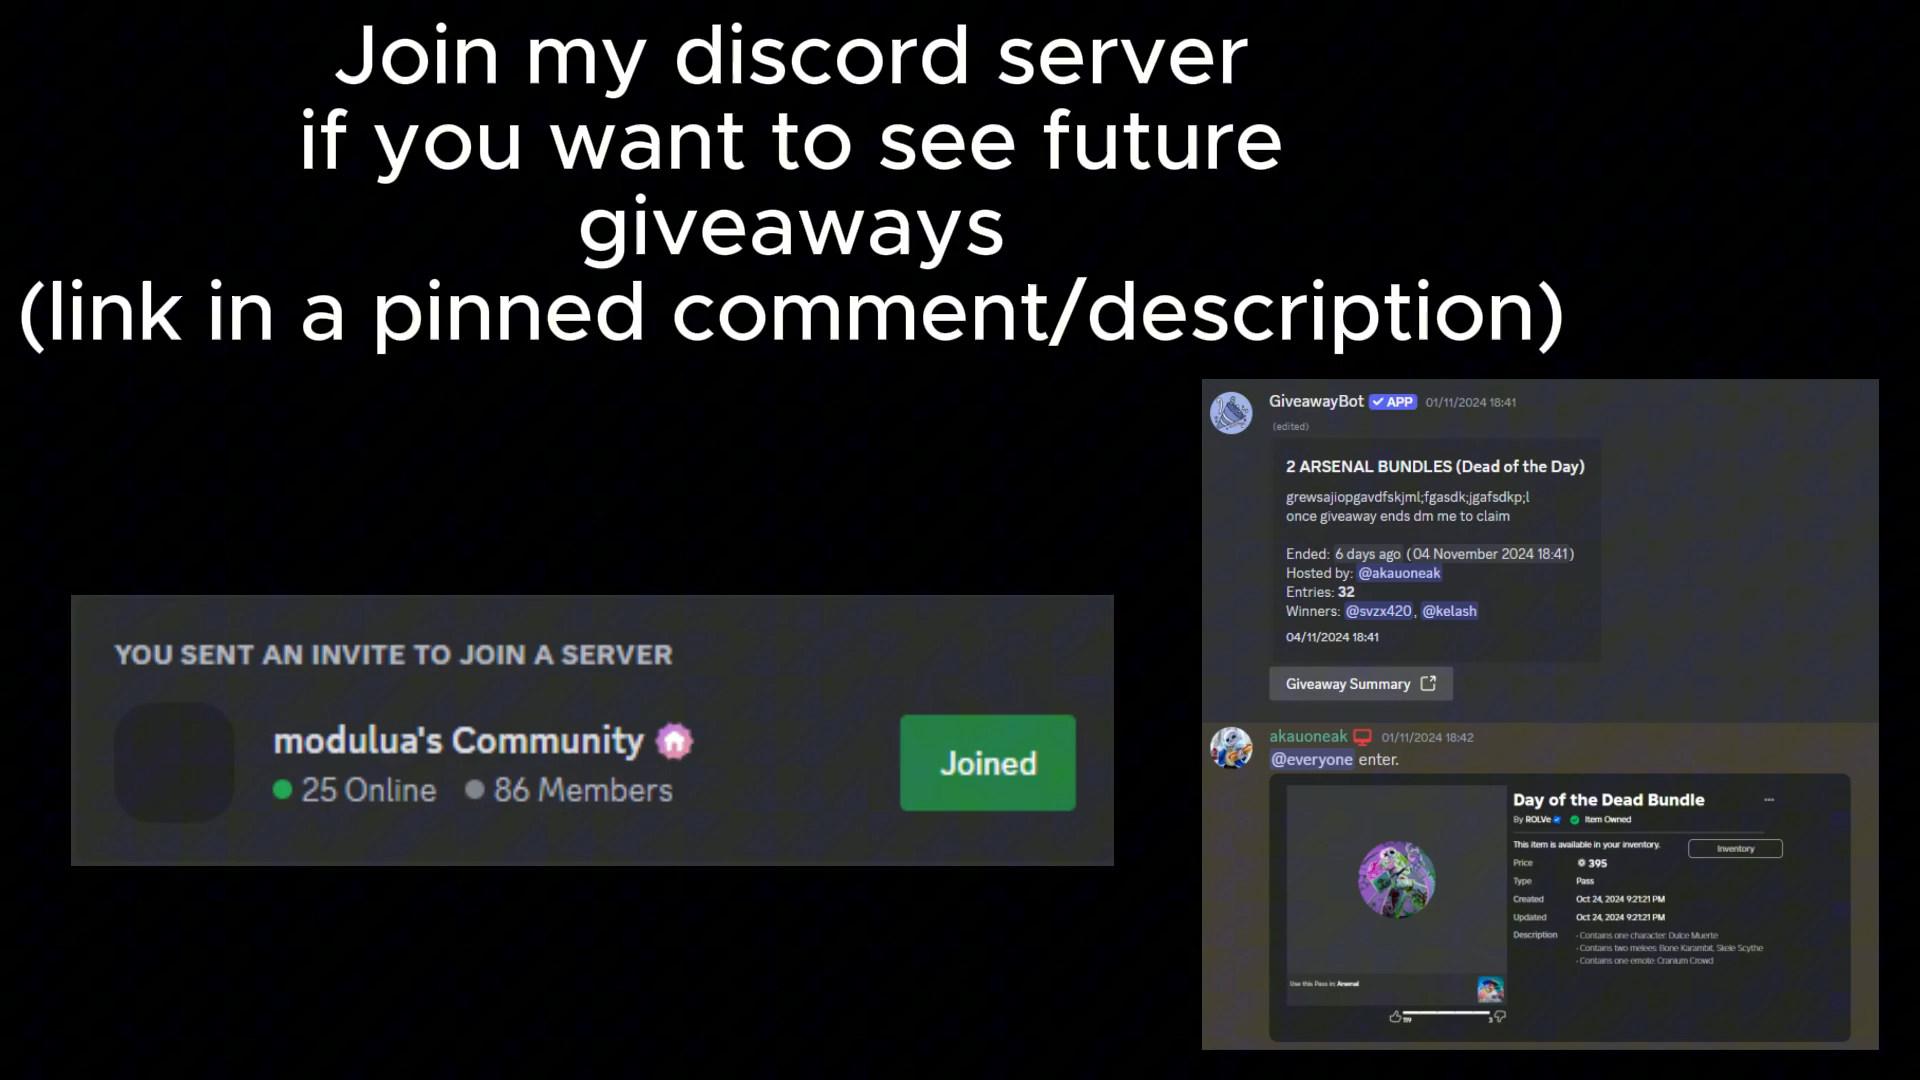 Join my discord server
if you want to see future
giveaways
(link in a pinned comment/description)
GiveawayBot APP 01/11/2024 18:41
(edited)
2 ARSENAL BUNDLES (Dead of the Day)
grewsajiopgavdfskjml;fgasdk;jgafsdkp;l
once giveaway ends dm me to claim
Ended: 6 days ago (04 November 2024 18:41)
Hosted by: @akauoneak
Entries: 32
Winners: @svzx420, @kelash
04/11/2024 18:41
Giveaway Summary
YOU SENT AN INVITE TO JOIN A SERVER
modulua's Community
25 Online 86 Members
Joined
akauoneak 01/11/2024 18:42
@everyone enter.
Day of the Dead Bundle ...
By ROLVe Item Owned
This item is available in your inventory.
Inventory
Price 395
Type Pass
Created Oct 24, 2024 9:21:21 PM
Updated Oct 24, 2024 9:21:21 PM
Description - Contains one character: Dulce Muerte
- Contains two melees: Bone Karambit, Skele Scythe
- Contains one emote: Cranium Crowd
Use this Pass in: Arsenal